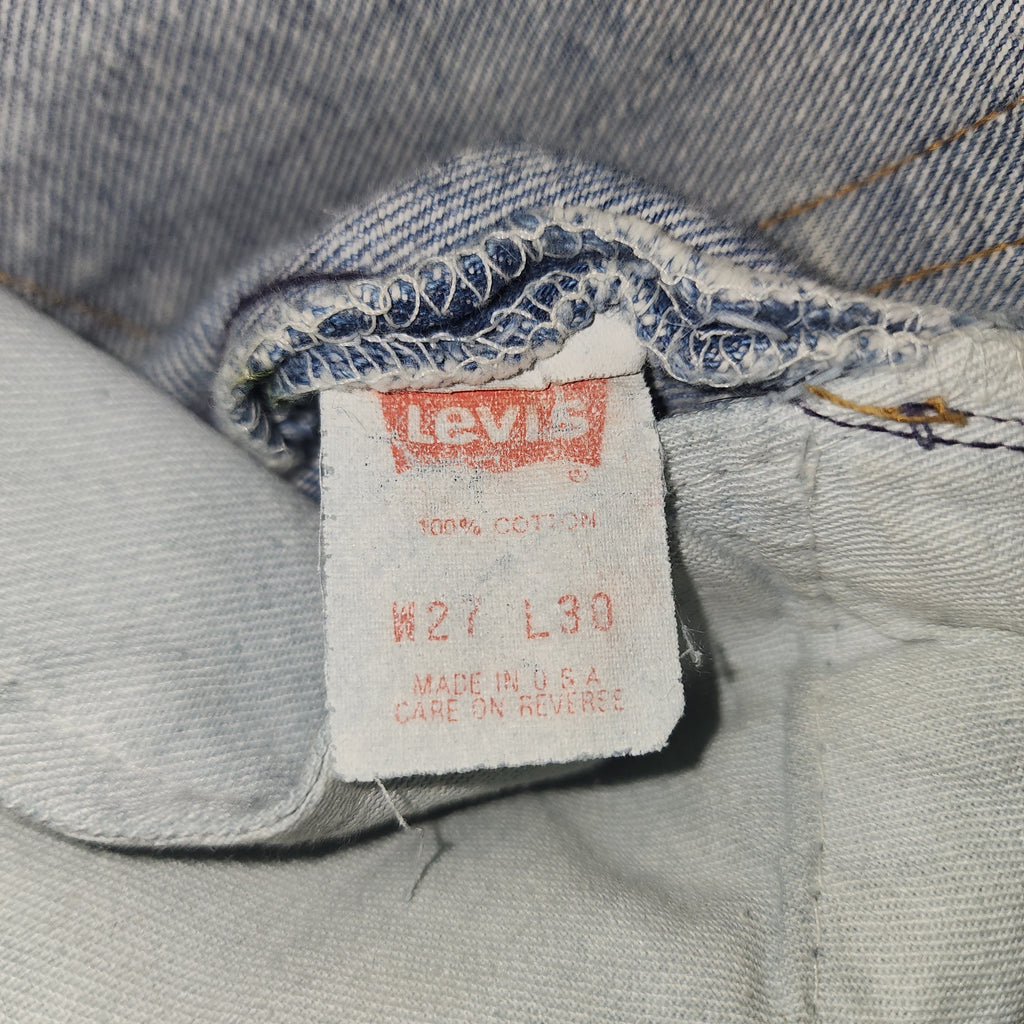 Levi's
®
100% COTTON
W27 L30
MADE IN U S A
CARE ON REVERSE